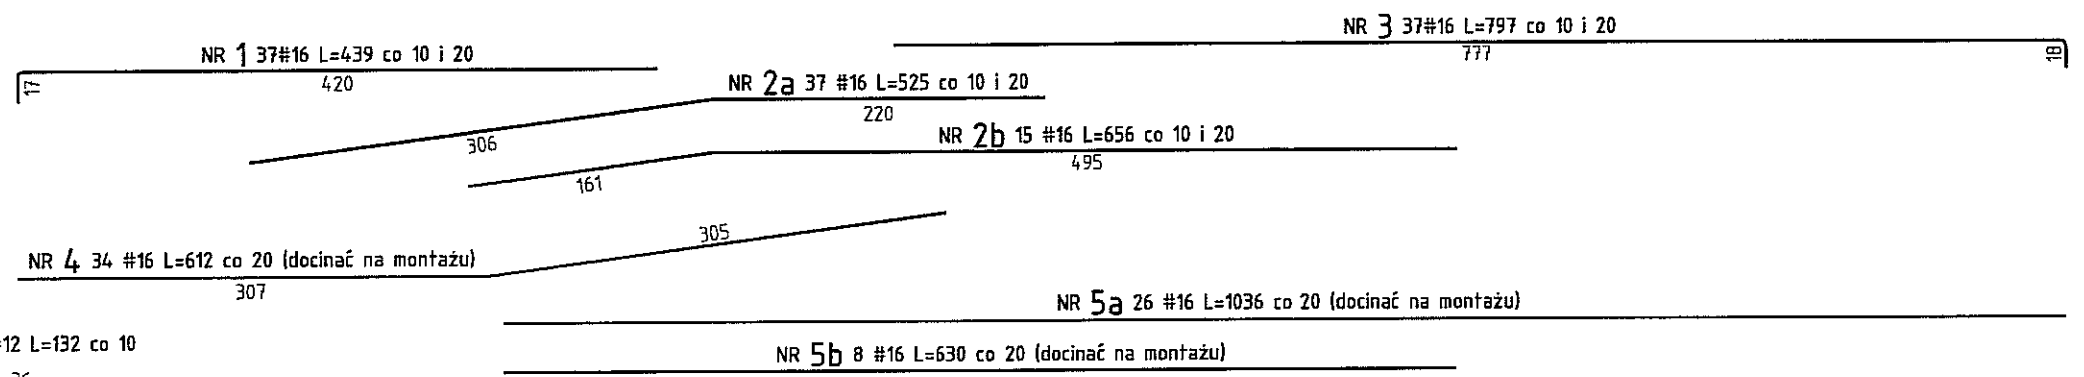 NR 3 37#16 L=797 co 10 i 20
777
18
NR 1 37#16 L=439 co 10 i 20
420
17
NR 2a 37 #16 L=525 co 10 i 20
220
306
NR 2b 15 #16 L=656 co 10 i 20
495
161
305
NR 4 34 #16 L=612 co 20 (docinać na montażu)
307
NR 5a 26 #16 L=1036 co 20 (docinać na montażu)
12 L=132 co 10
NR 5b 8 #16 L=630 co 20 (docinać na montażu)